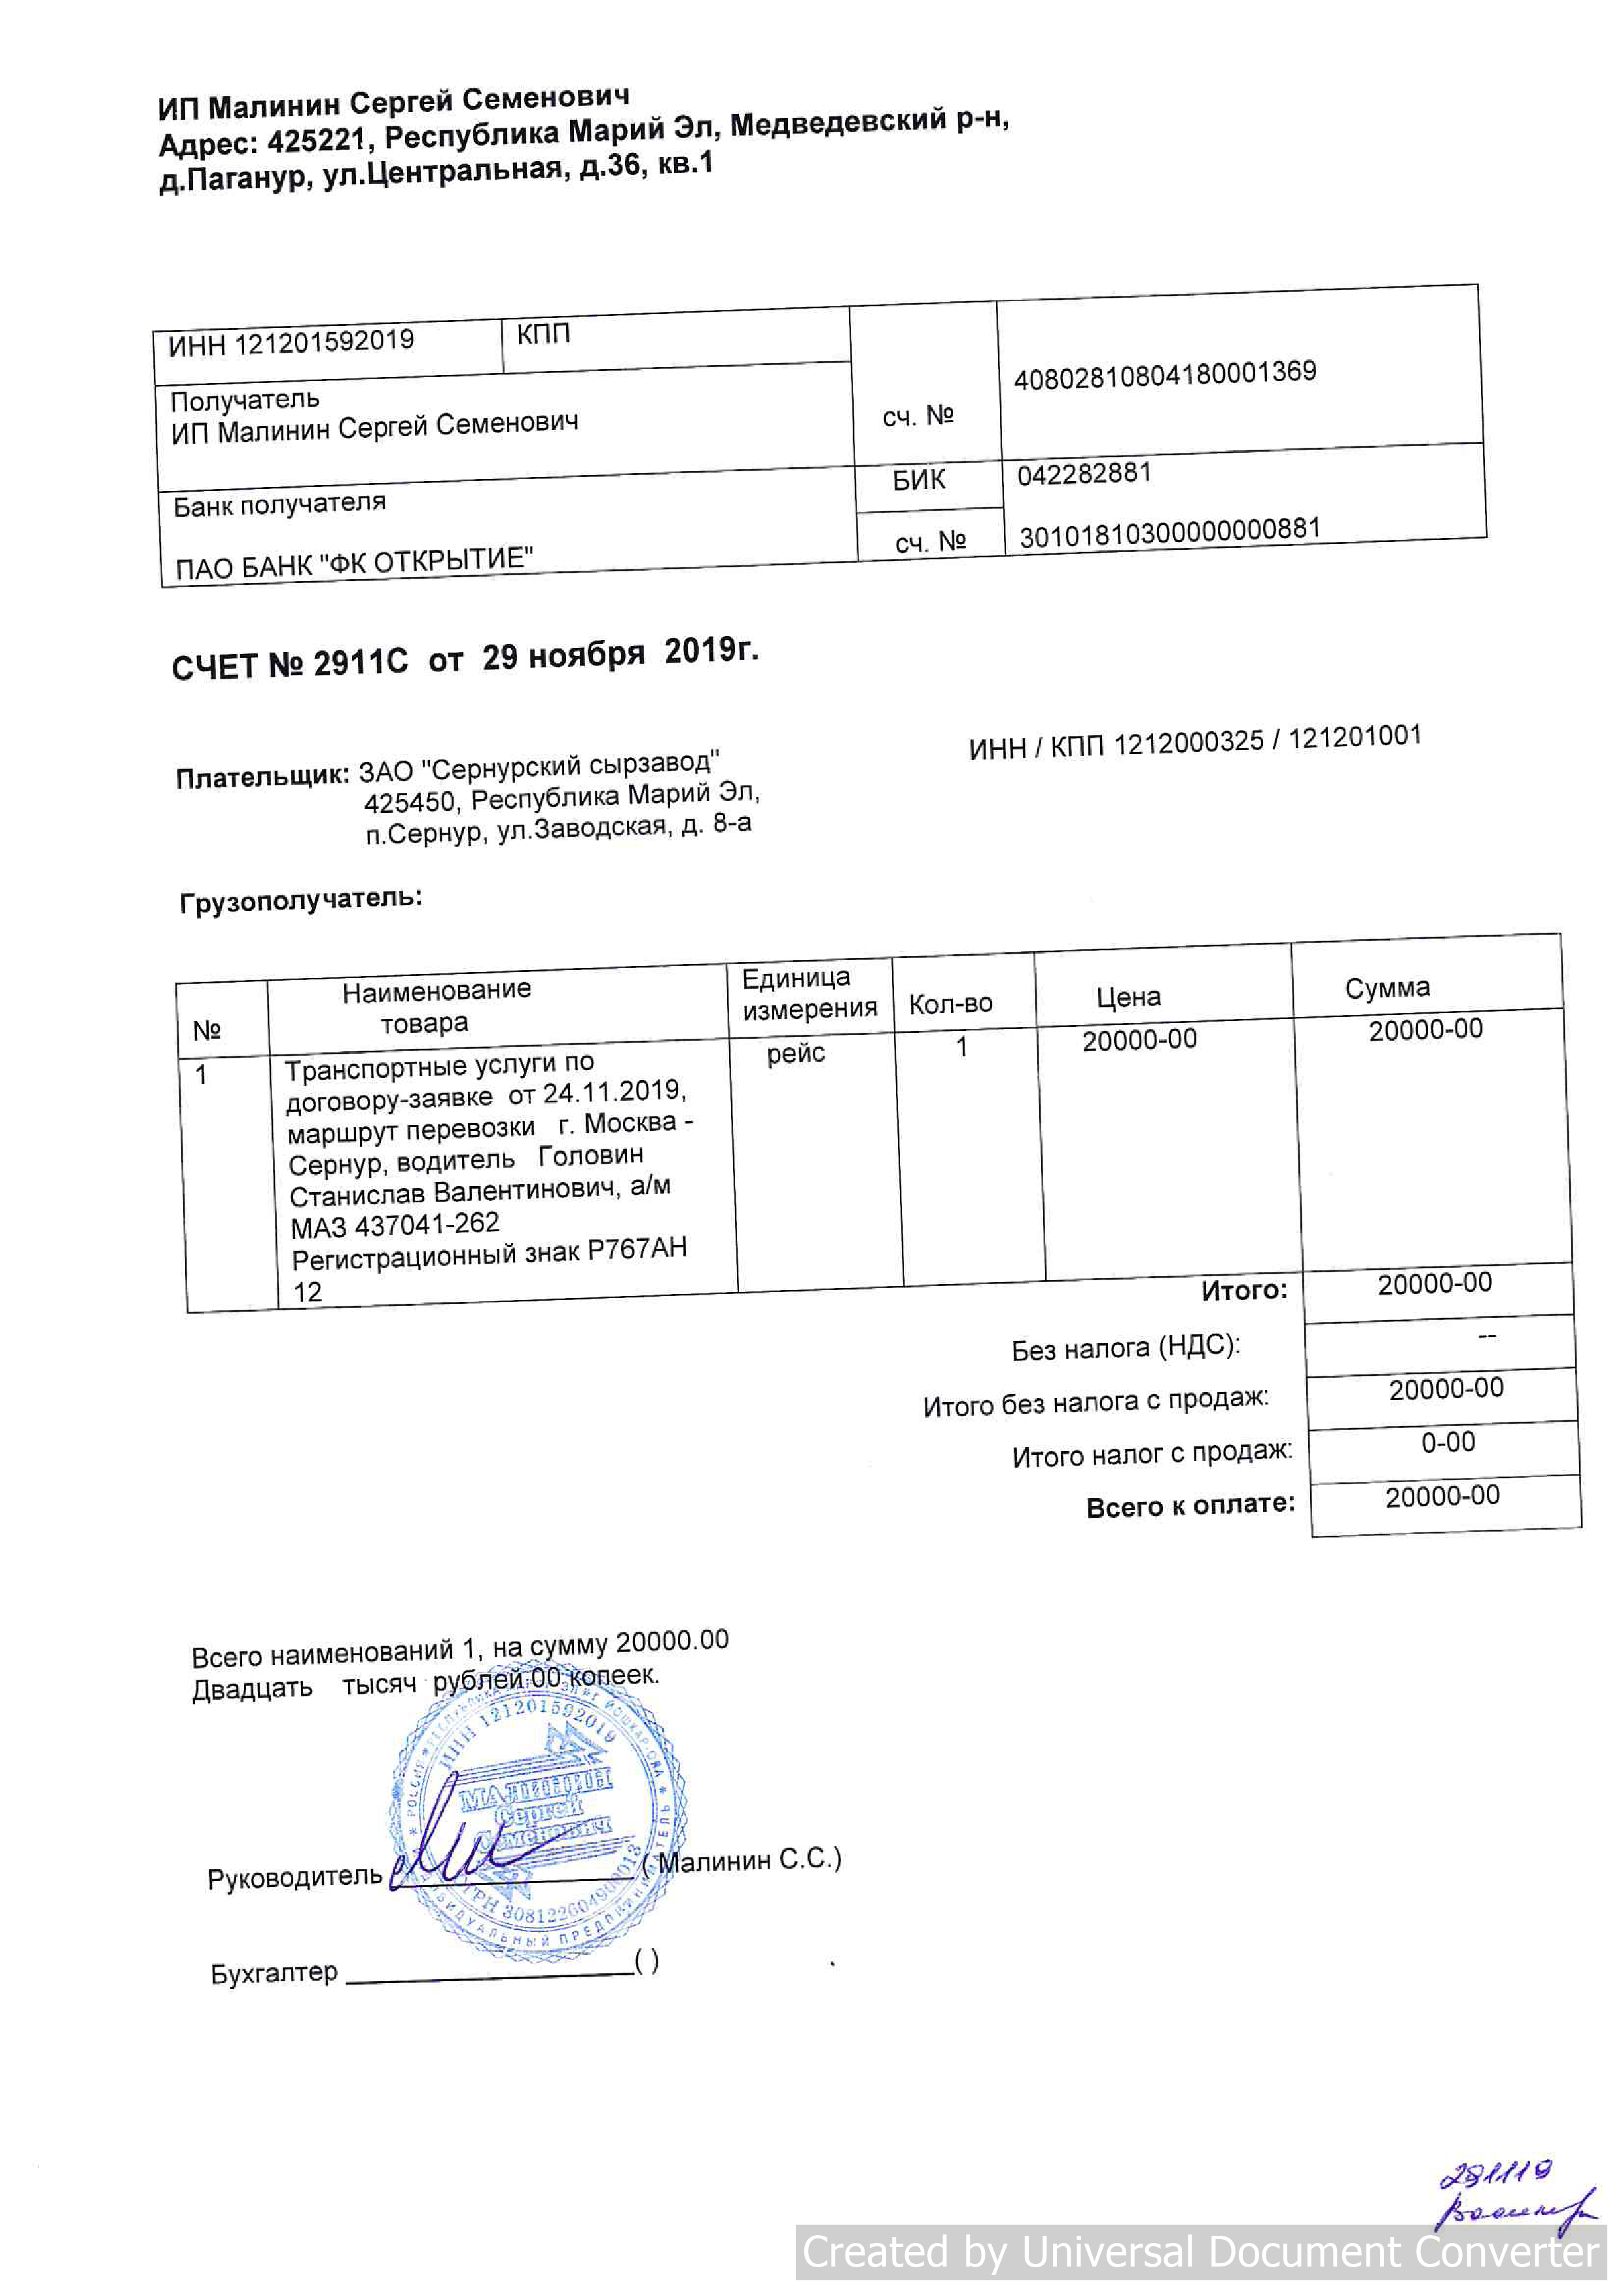 ИП Малинин Сергей Семенович
Адрес: 425221, Республика Марий Эл, Медведевский р-н,
д.Паганур, ул.Центральная, д.36, кв.1
ИНН 121201592019 КПП
Получатель
ИП Малинин Сергей Семенович
сч. № 40802810804180001369
Банк получателя
ПАО БАНК "ФК ОТКРЫТИЕ"
БИК 042282881
сч. № 30101810300000000881
СЧЕТ № 2911С от 29 ноября 2019г.
Плательщик: ЗАО "Сернурский сырзавод" ИНН / КПП 1212000325 / 121201001
425450, Республика Марий Эл,
п.Сернур, ул.Заводская, д. 8-а
Грузополучатель:
№ Наименование товара Единица измерения Кол-во Цена Сумма
1 Транспортные услуги по рейс 1 20000-00 20000-00
договору-заявке от 24.11.2019,
маршрут перевозки г. Москва -
Сернур, водитель Головин
Станислав Валентинович, а/м
МАЗ 437041-262
Регистрационный знак Р767АН
12
Итого: 20000-00
Без налога (НДС): --
Итого без налога с продаж: 20000-00
Итого налог с продаж: 0-00
Всего к оплате: 20000-00
Всего наименований 1, на сумму 20000.00
Двадцать тысяч рублей 00 копеек.
ИНН 121201592019
МАЛИНИН
Сергей
Семенович
Руководитель ( Малинин С.С.)
Бухгалтер ( )
291119
Created by Universal Document Converter